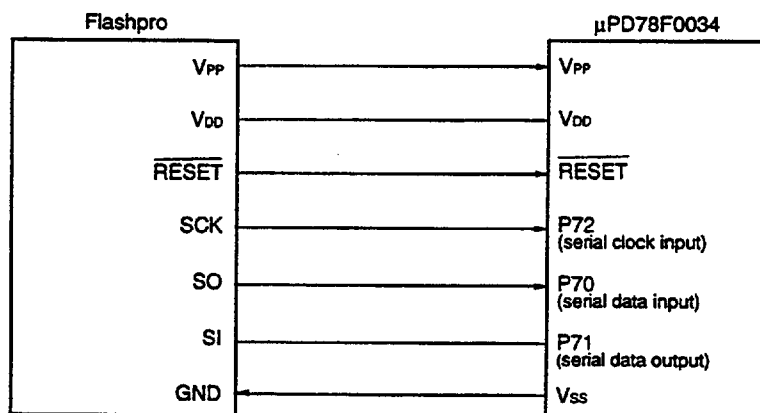 Flashpro μPD78F0034
VPP VPP
VDD VDD
RESET RESET
SCK P72
(serial clock input)
SO P70
(serial data input)
SI P71
(serial data output)
GND VSS